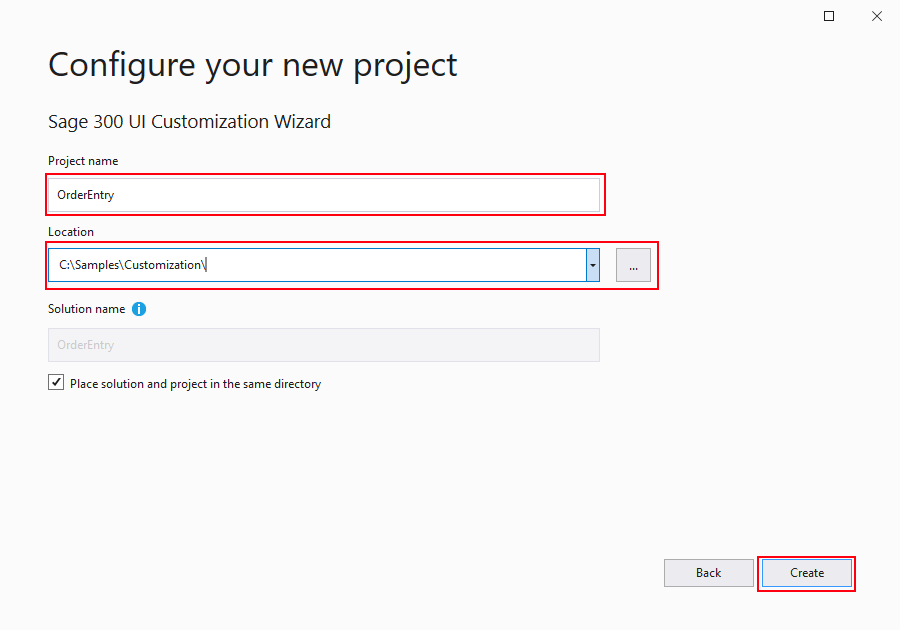 Configure your new project
Sage 300 UI Customization Wizard
Project name
OrderEntry
Location
C:\Samples\Customization\
...
Solution name
OrderEntry
Place solution and project in the same directory
Back
Create